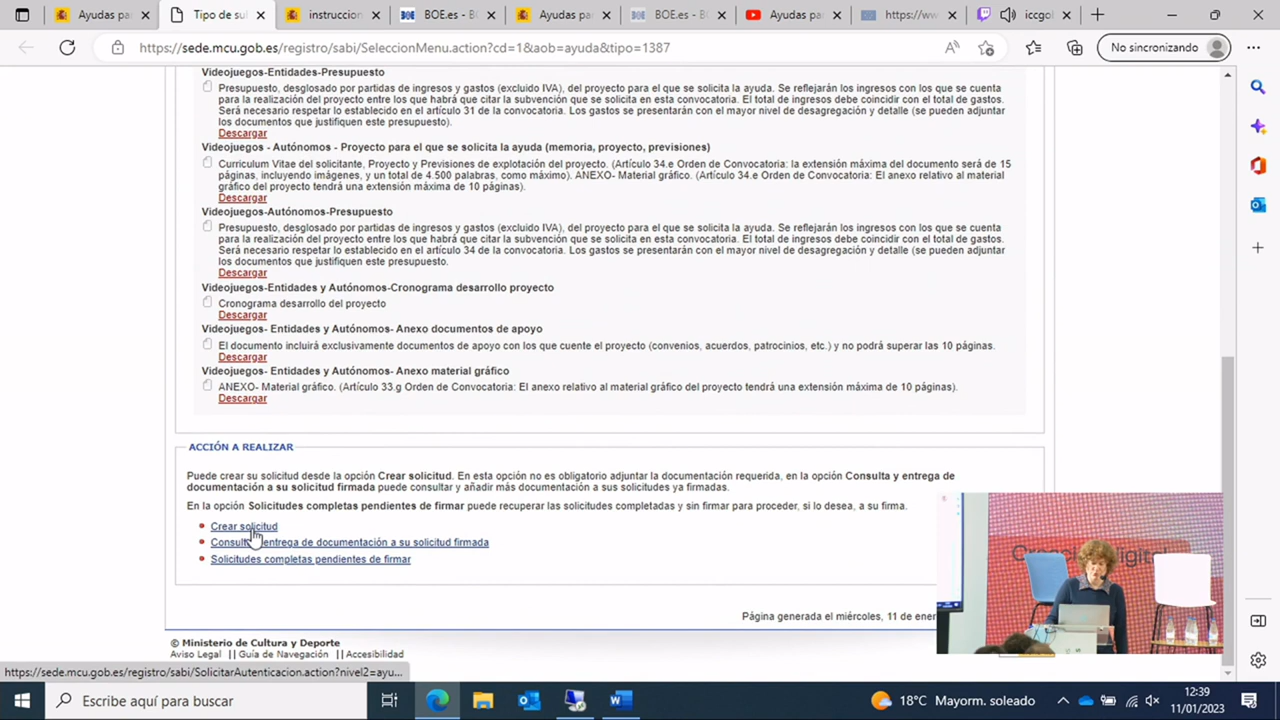 Ayudas par
Tipo de sul
instruccion
BOE.es - B
Ayudas par
BOE.es - B
Ayudas par
https://ww
iccgol
https://sede.mcu.gob.es/registro/sabi/SeleccionMenu.action?cd=1&aob=ayuda&tipo=1387
No sincronizando
Videojuegos-Entidades-Presupuesto
Presupuesto, desglosado por partidas de ingresos y gastos (excluido IVA), del proyecto para el que se solicita la ayuda. Se reflejarán los ingresos con los que se cuenta
para la realización del proyecto entre los que habrá que citar la subvención que se solicita en esta convocatoria. El total de ingresos debe coincidir con el total de gastos.
Será necesario respetar lo establecido en el artículo 31 de la convocatoria. Los gastos se presentarán con el mayor nivel de desagregación y detalle (se pueden adjuntar
los documentos que justifiquen este presupuesto).
Descargar
Videojuegos - Autónomos - Proyecto para el que se solicita la ayuda (memoria, proyecto, previsiones)
Curriculum Vitae del solicitante, Proyecto y Previsiones de explotación del proyecto. (Artículo 34.e Orden de Convocatoria: la extensión máxima del documento será de 15
páginas, incluyendo imágenes, y un total de 4.500 palabras, como máximo). ANEXO- Material gráfico. (Artículo 34.e Orden de Convocatoria: El anexo relativo al material
gráfico del proyecto tendrá una extensión máxima de 10 páginas).
Descargar
Videojuegos-Autónomos-Presupuesto
Presupuesto, desglosado por partidas de ingresos y gastos (excluido IVA), del proyecto para el que se solicita la ayuda. Se reflejarán los ingresos con los que se cuenta
para la realización del proyecto entre los que habrá que citar la subvención que se solicita en esta convocatoria. El total de ingresos debe coincidir con el total de gastos.
Será necesario respetar lo establecido en el artículo 34 de la convocatoria. Los gastos se presentarán con el mayor nivel de desagregación y detalle (se pueden adjuntar
los documentos que justifiquen este presupuesto.
Descargar
Videojuegos-Entidades y Autónomos-Cronograma desarrollo proyecto
Cronograma desarrollo del proyecto
Descargar
Videojuegos- Entidades y Autónomos- Anexo documentos de apoyo
El documento incluirá exclusivamente documentos de apoyo con los que cuente el proyecto (convenios, acuerdos, patrocinios, etc.) y no podrá superar las 10 páginas.
Descargar
Videojuegos- Entidades y Autónomos- Anexo material gráfico
ANEXO- Material gráfico. (Artículo 33.g Orden de Convocatoria: El anexo relativo al material gráfico del proyecto tendrá una extensión máxima de 10 páginas).
Descargar
ACCIÓN A REALIZAR
Puede crear su solicitud desde la opción Crear solicitud. En esta opción no es obligatorio adjuntar la documentación requerida, en la opción Consulta y entrega de
documentación a su solicitud firmada puede consultar y añadir más documentación a sus solicitudes ya firmadas.
En la opción Solicitudes completas pendientes de firmar puede recuperar las solicitudes completadas y sin firmar para proceder, si lo desea, a su firma.
Crear solicitud
Consulta entrega de documentación a su solicitud firmada
Solicitudes completas pendientes de firmar
Página generada el miércoles, 11 de ener
© Ministerio de Cultura y Deporte
Aviso Legal || Guía de Navegación || Accesibilidad
https://sede.mcu.gob.es/registro/sabi/SolicitarAutenticacion.action?nivel2=ayu...
Escribe aquí para buscar
18°C Mayorm. soleado
12:39
11/01/2023